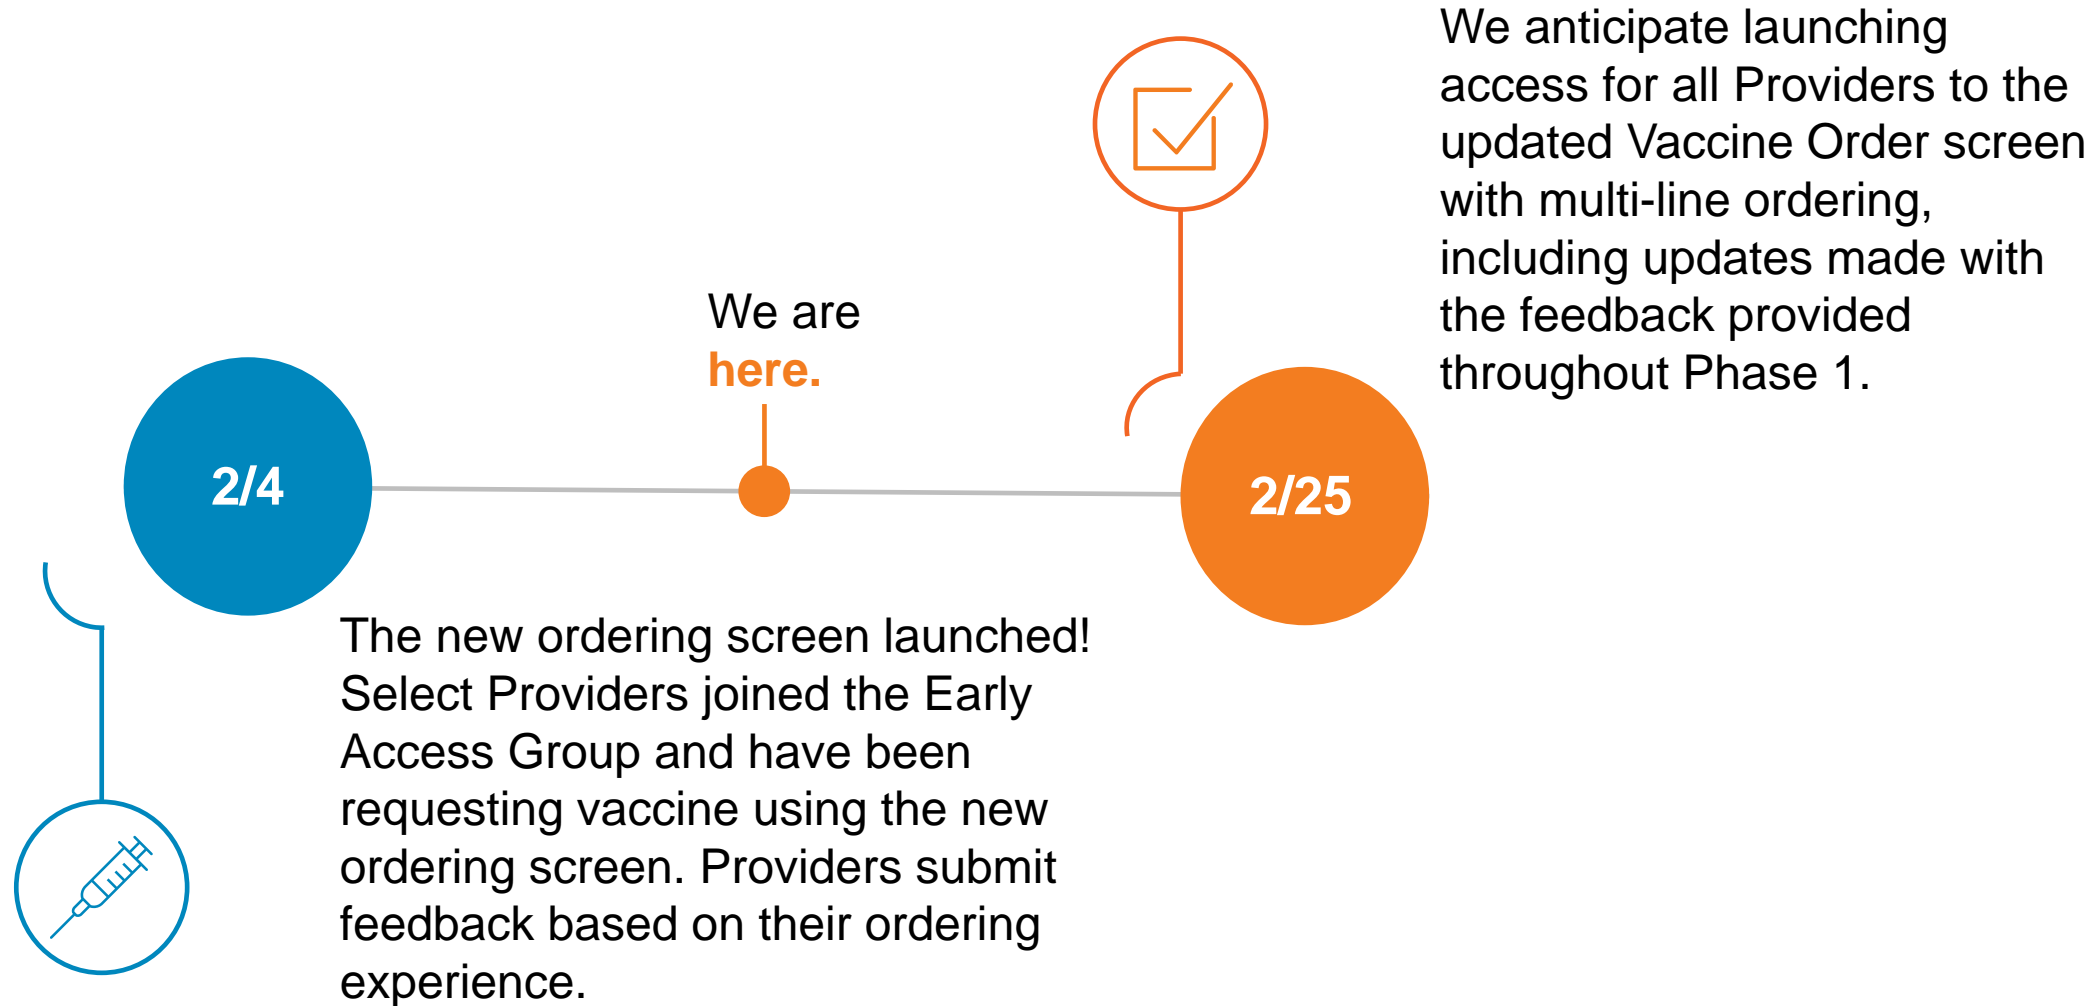 We anticipate launching
access for all Providers to the
updated Vaccine Order screen
with multi-line ordering,
including updates made with
the feedback provided
throughout Phase 1.
We are
here.
2/4
2/25
The new ordering screen launched!
Select Providers joined the Early
Access Group and have been
requesting vaccine using the new
ordering screen. Providers submit
feedback based on their ordering
experience.